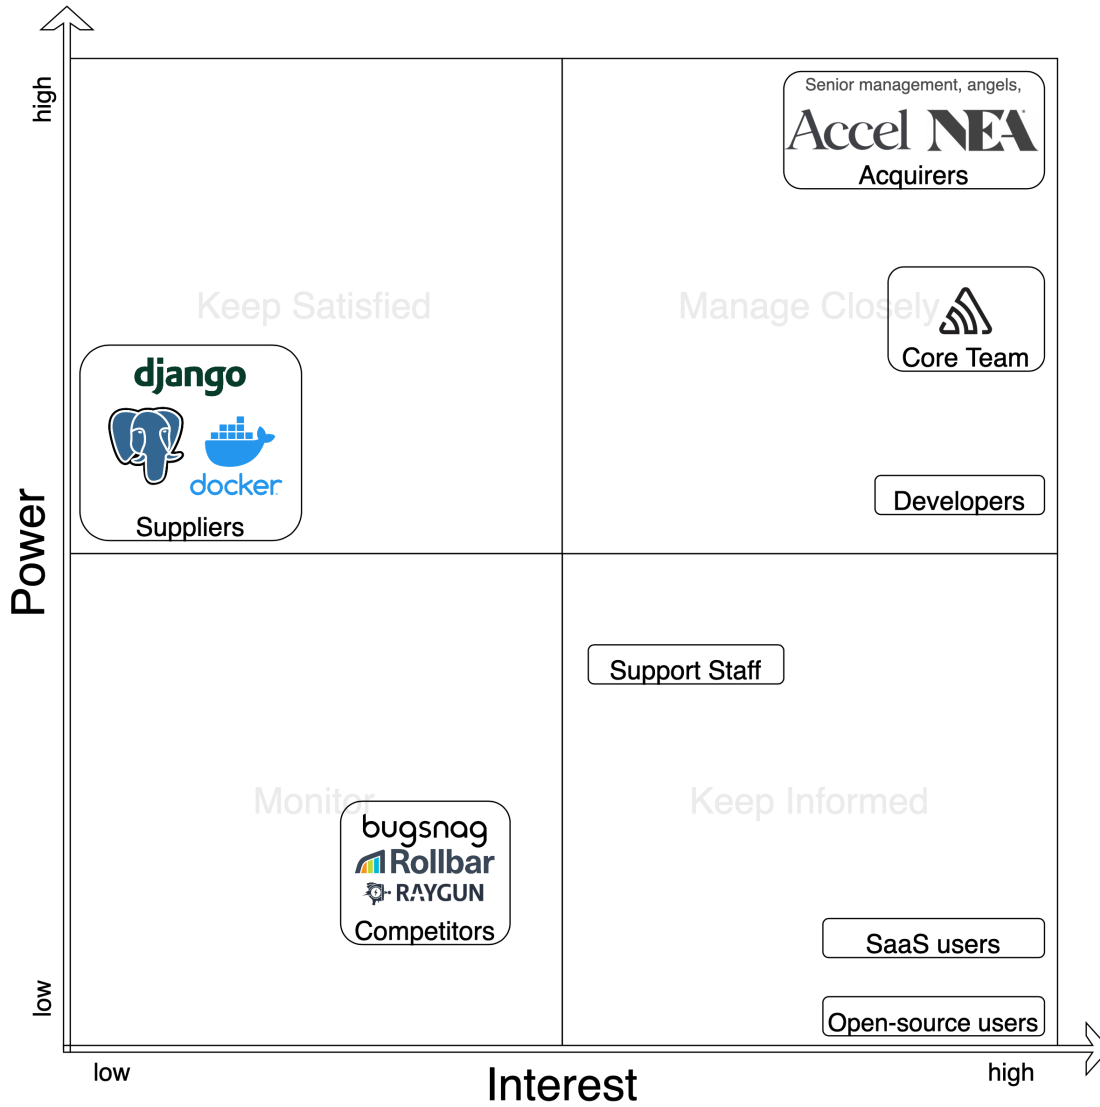 high
Senior management, angels,
Accel NEA
Acquirers
Keep Satisfied
Manage Closely
Core Team
django
docker
Suppliers
Developers
Power
Support Staff
Monitor
Keep Informed
bugsnag
Rollbar
RAYGUN
Competitors
SaaS users
Open-source users
low
low
Interest
high